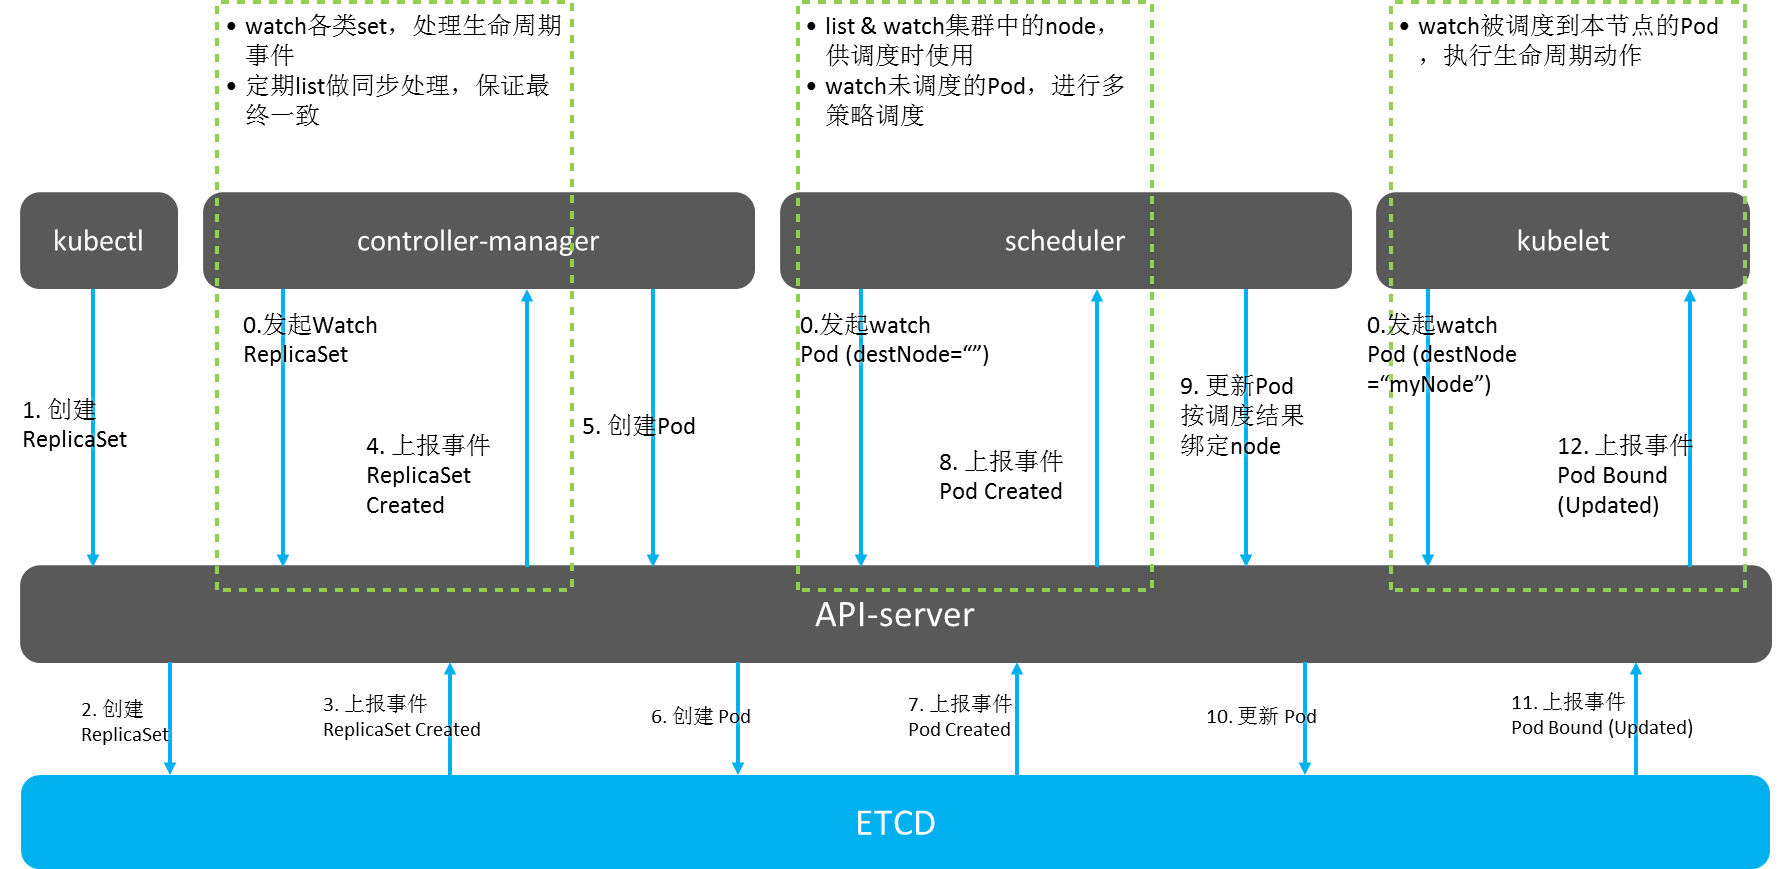 • watch各类set，处理生命周期
事件
• 定期list做同步处理，保证最
终一致
• list & watch集群中的node，
供调度时使用
• watch未调度的Pod，进行多
策略调度
• watch被调度到本节点的Pod
，执行生命周期动作
kubectl
controller-manager
scheduler
kubelet
0.发起Watch
ReplicaSet
0.发起watch
Pod (destNode=“”)
0.发起watch
Pod (destNode
=“myNode”)
1. 创建
ReplicaSet
4. 上报事件
ReplicaSet
Created
5. 创建Pod
8. 上报事件
Pod Created
9. 更新Pod
按调度结果
绑定node
12. 上报事件
Pod Bound
(Updated)
API-server
2. 创建
ReplicaSet
3. 上报事件
ReplicaSet Created
6. 创建 Pod
7. 上报事件
Pod Created
10. 更新 Pod
11. 上报事件
Pod Bound (Updated)
ETCD